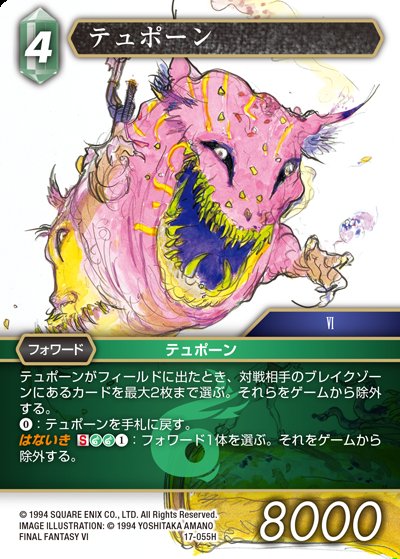 4
テュポーン
VI
フォワード
テュポーン
テュポーンがフィールドに出たとき、対戦相手のブレイクゾー
ンにあるカードを最大2枚まで選ぶ。それらをゲームから除外
する。
0：テュポーンを手札に戻す。
はないき S 1：フォワード1体を選ぶ。それをゲームから
除外する。
© 1994 SQUARE ENIX CO., LTD. All Rights Reserved.
IMAGE ILLUSTRATION: © 1994 YOSHITAKA AMANO
FINAL FANTASY VI
17-055H
8000